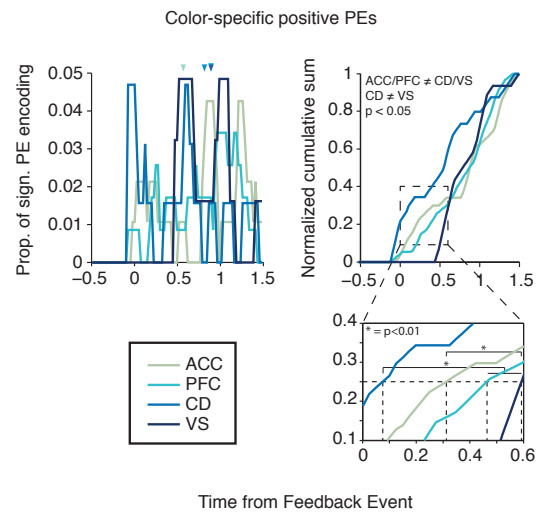 Color-specific positive PEs
Prop. of sign. PE encoding
0.05
0.04
0.03
0.02
0.01
0
−0.5
0
0.5
1
1.5
Normalized cumulative sum
1
0.8
0.6
0.4
0.2
0
−0.5
0
0.5
1
1.5
ACC/PFC ≠ CD/VS
CD ≠ VS
p < 0.05
ACC
PFC
CD
VS
0.4
0.3
0.2
0.1
0
0.2
0.4
0.6
* = p<0.01
*
*
Time from Feedback Event